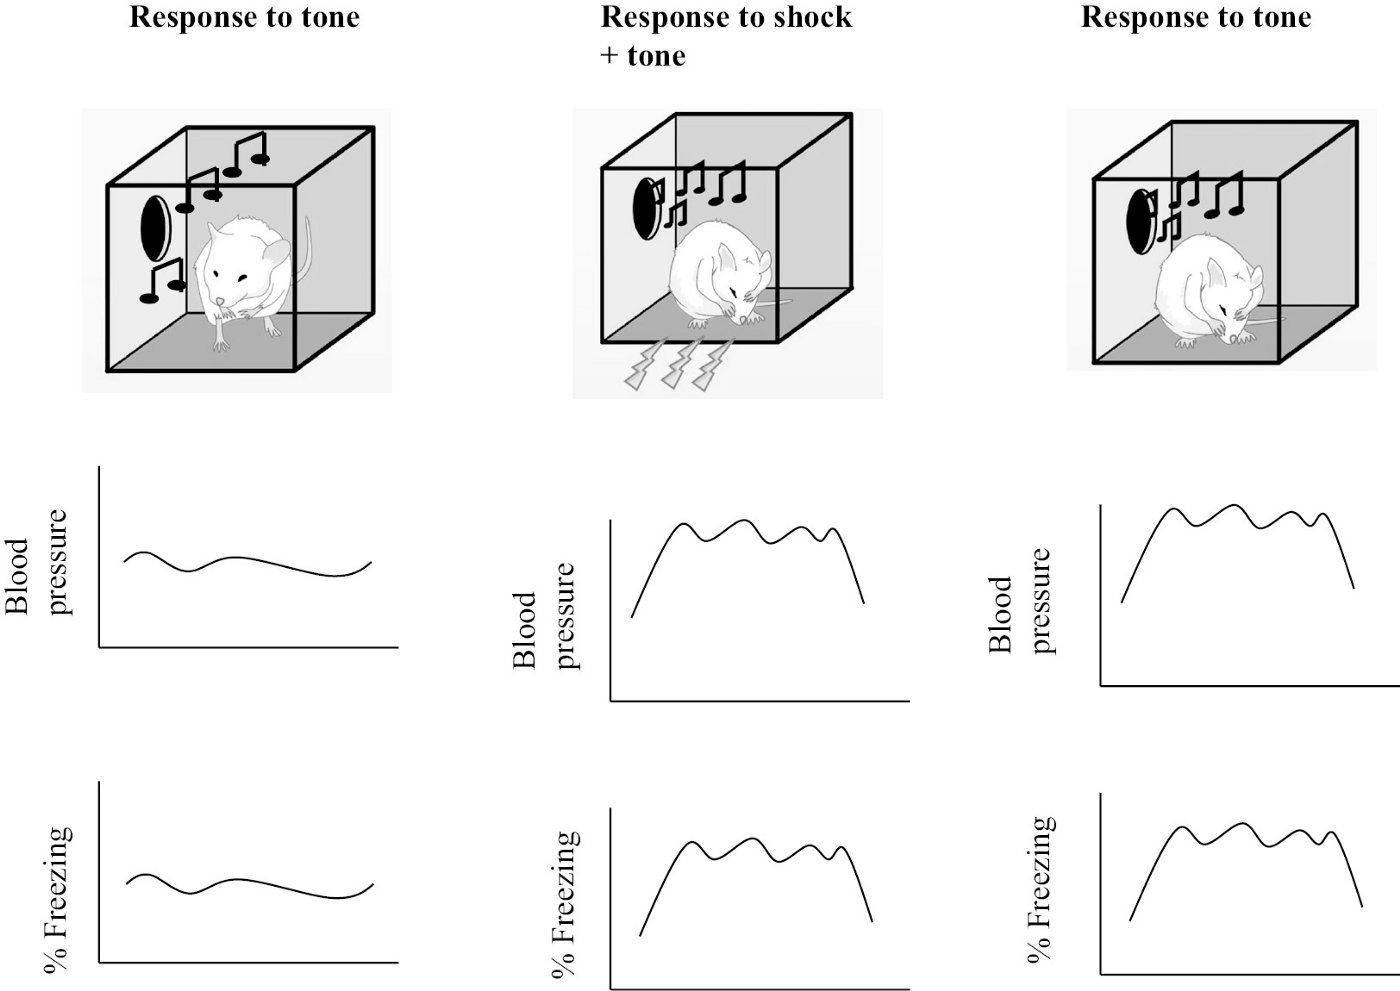 Response to tone
Response to shock
+ tone
Response to tone
Blood
pressure
Blood
pressure
Blood
pressure
% Freezing
% Freezing
% Freezing